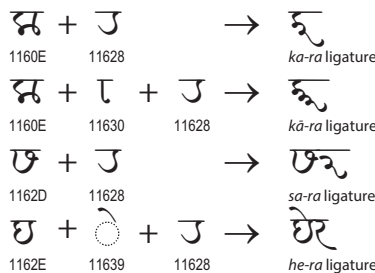 𑘎 + 𑘨 → 𑘎𑘨
1160E 11628 ka-ra ligature
𑘎 + 𑘰 + 𑘨 → 𑘎𑘰𑘨
1160E 11630 11628 kā-ra ligature
𑘭 + 𑘨 → 𑘭𑘨
1162D 11628 sa-ra ligature
𑘮 + ◌𑘹 + 𑘨 → 𑘮𑘹𑘨
1162E 11639 11628 he-ra ligature